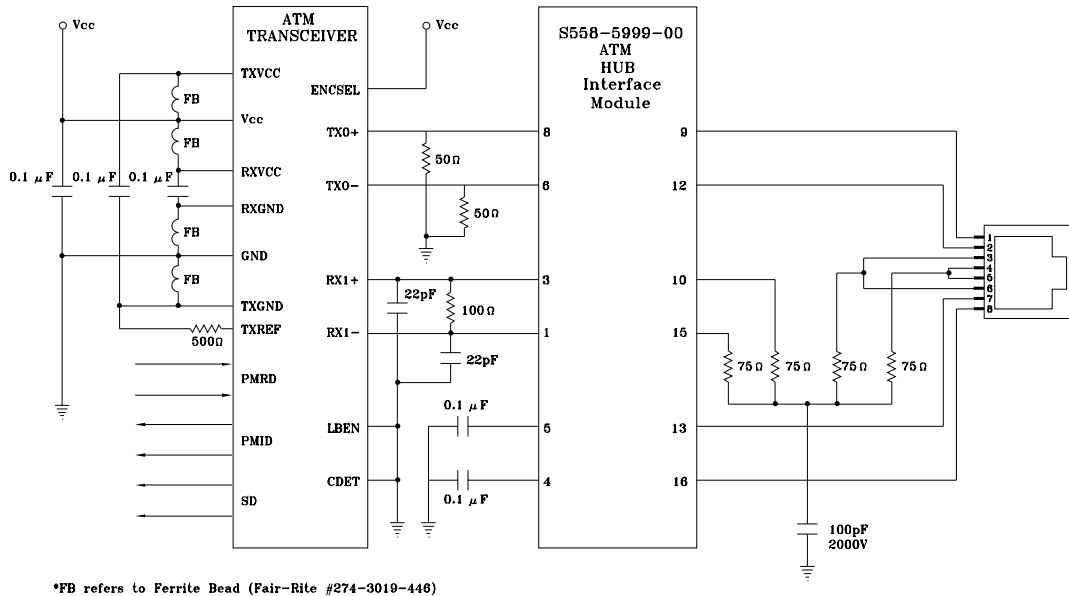 Vcc
ATM
TRANSCEIVER
Vcc
S558-5999-00
ATM
HUB
Interface
Module
TXVCC
FB
ENCSEL
Vcc
FB
TX0+
8
9
50Ω
RXVCC
0.1 μF
0.1 μF
0.1 μF
TX0-
6
12
RXGND
50Ω
FB
GND
FB
RX1+
3
10
22pF
TXGND
100Ω
TXREF
500Ω
RX1-
1
15
22pF
1
2
3
4
5
6
7
8
75Ω
75Ω
75Ω
75Ω
PMRD
0.1 μF
LBEN
5
13
PMID
CDET
4
16
0.1 μF
SD
100pF
2000V
*FB refers to Ferrite Bead (Fair-Rite #274-3019-446)